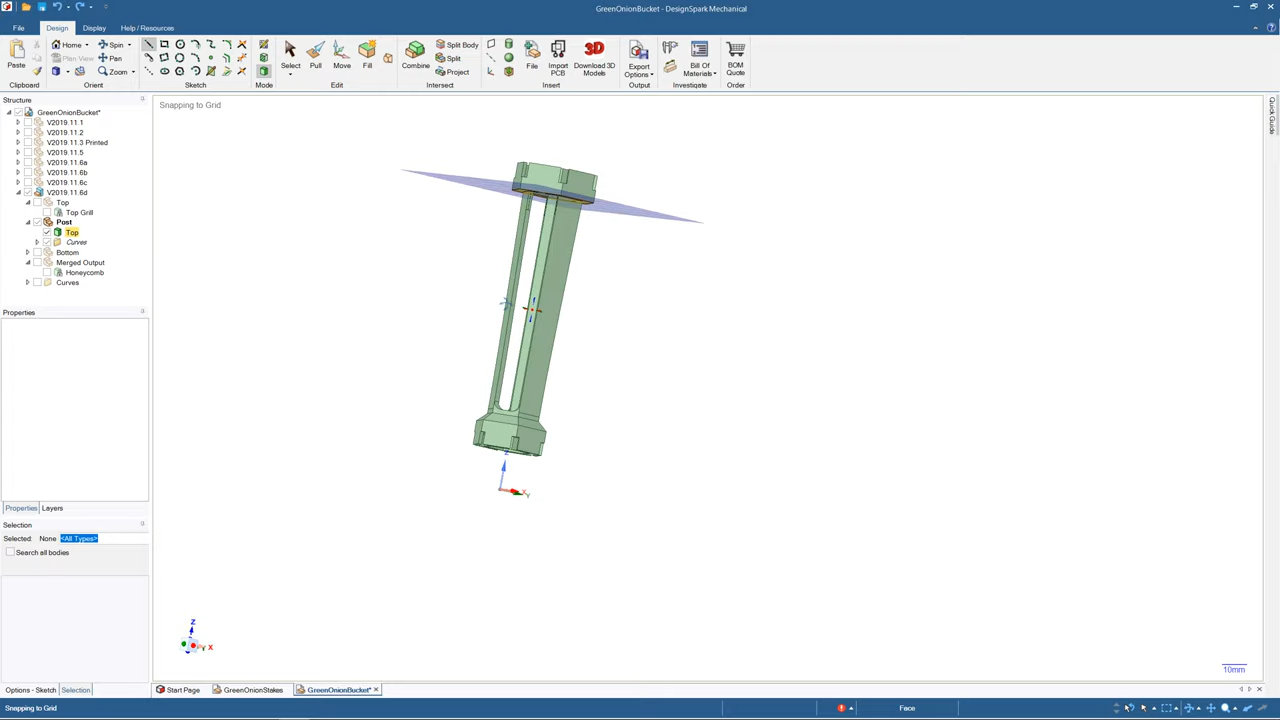 GreenOnionBucket - DesignSpark Mechanical
File Design Display Help / Resources
Paste
Home Spin
Plan View Pan
Zoom
Select Pull Move Fill
Combine Split Body
Split
Project
File Import PCB Download 3D Models
Export Options
Bill Of Materials
BOM Quote
Clipboard Orient Sketch Mode Edit Intersect Insert Output Investigate Order
Structure
GreenOnionBucket*
V2019.11.1
V2019.11.2
V2019.11.3 Printed
V2019.11.5
V2019.11.6a
V2019.11.6b
V2019.11.6c
V2019.11.6d
Top
Top Grill
Post
Top
Curves
Bottom
Merged Output
Honeycomb
Curves
Snapping to Grid
Quick Guide
Properties
Properties Layers
Selection
Selected: None <All Types>
Search all bodies
Z
X
Y
Z
X
10mm
Options - Sketch Selection
Start Page GreenOnionStakes GreenOnionBucket*
Snapping to Grid Face